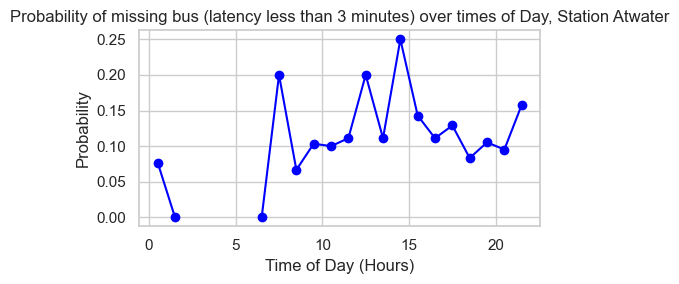 Probability of missing bus (latency less than 3 minutes) over times of Day, Station Atwater
0.25
0.20
0.15
0.10
0.05
0.00
Probability
0 5 10 15 20
Time of Day (Hours)